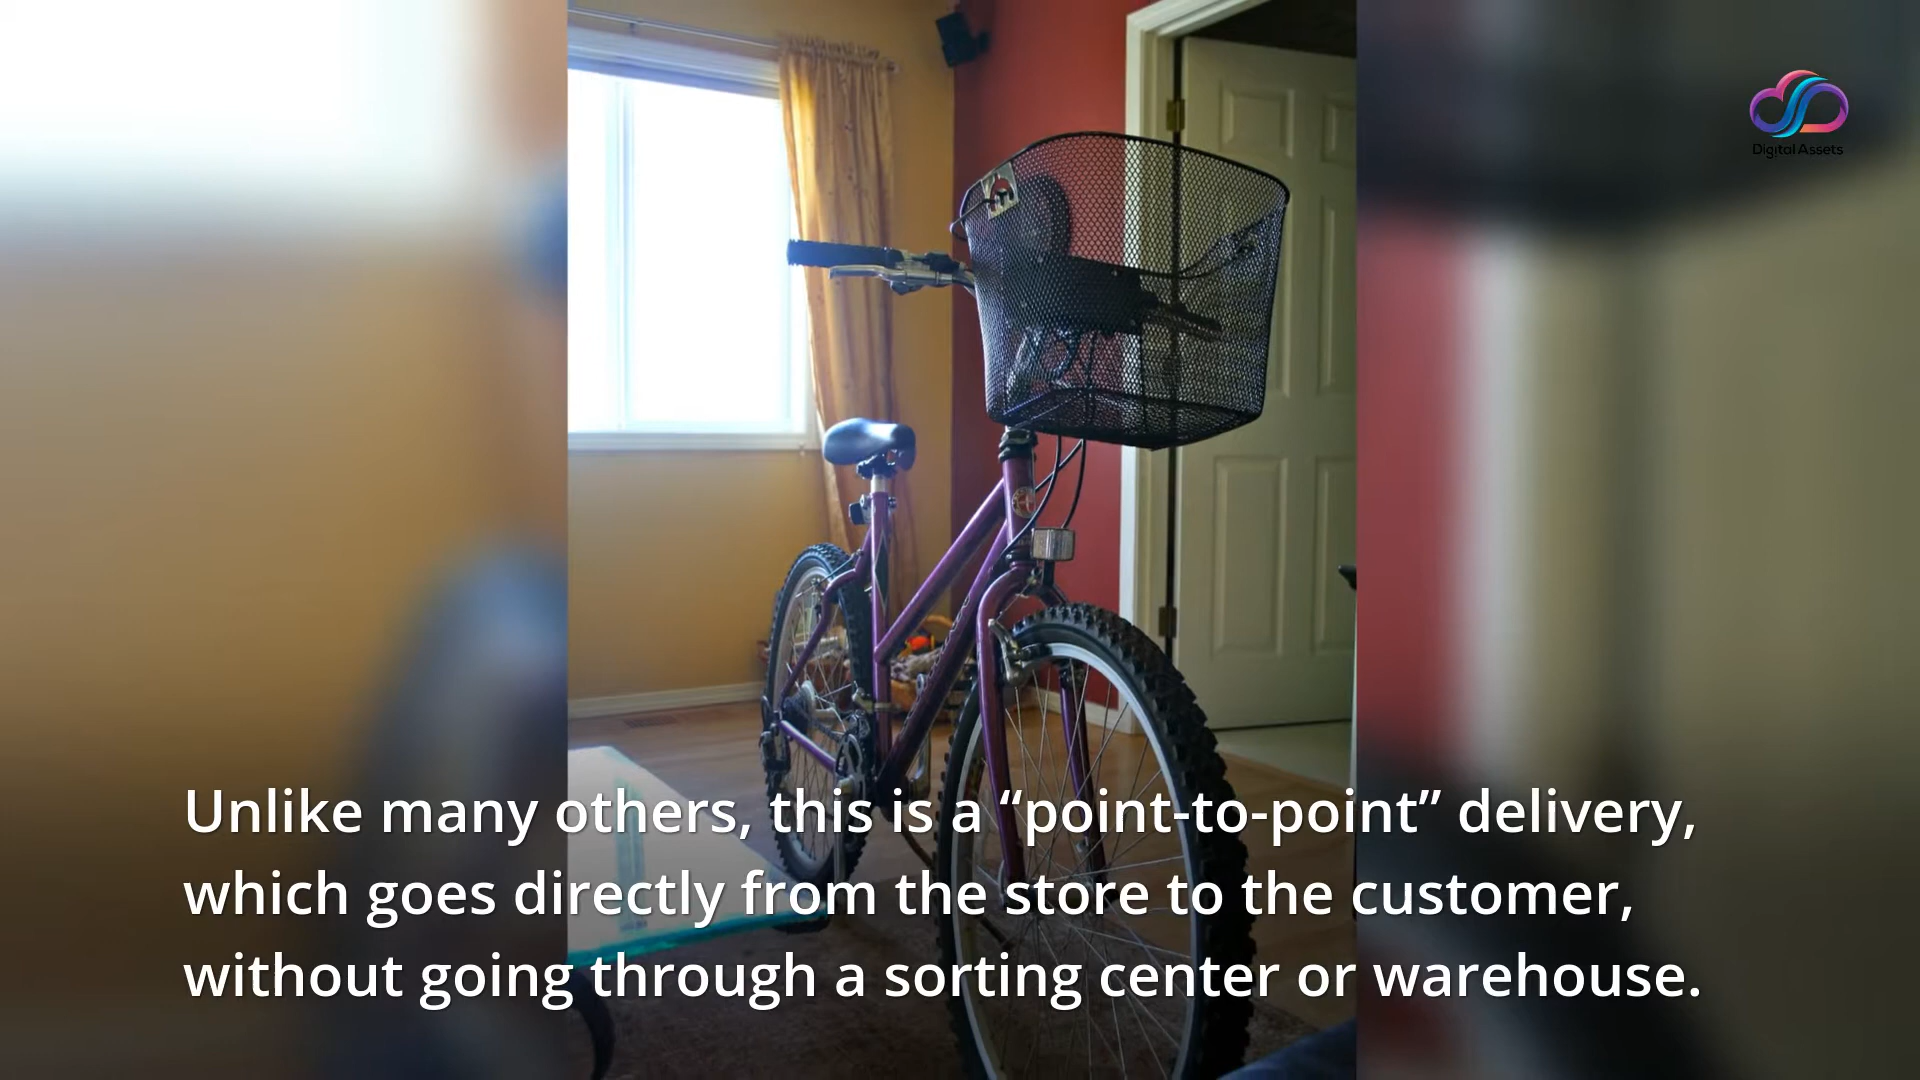 Digital Assets
Unlike many others, this is a “point-to-point” delivery,
which goes directly from the store to the customer,
without going through a sorting center or warehouse.